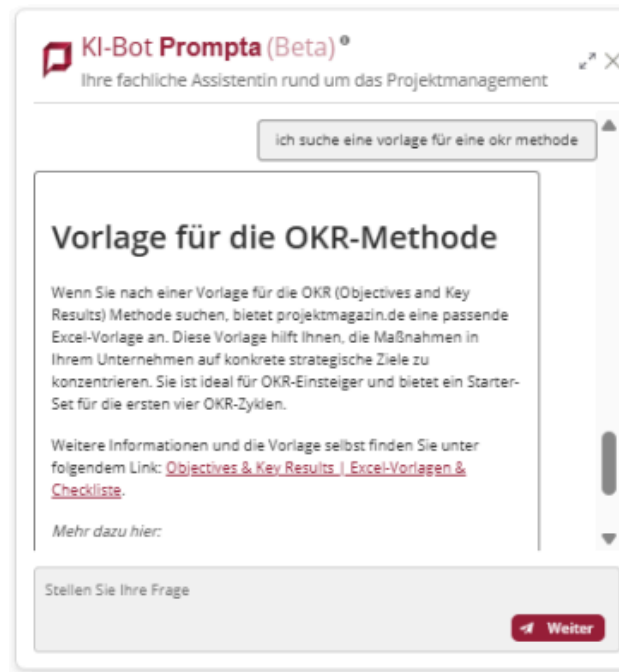 KI-Bot Prompta (Beta)
Ihre fachliche Assistentin rund um das Projektmanagement
ich suche eine vorlage für eine okr methode
Vorlage für die OKR-Methode
Wenn Sie nach einer Vorlage für die OKR (Objectives and Key
Results) Methode suchen, bietet projektmagazin.de eine passende
Excel-Vorlage an. Diese Vorlage hilft Ihnen, die Maßnahmen in
Ihrem Unternehmen auf konkrete strategische Ziele zu
konzentrieren. Sie ist ideal für OKR-Einsteiger und bietet ein Starter-
Set für die ersten vier OKR-Zyklen.
Weitere Informationen und die Vorlage selbst finden Sie unter
folgendem Link: Objectives & Key Results | Excel-Vorlagen &
Checkliste.
Mehr dazu hier:
Stellen Sie Ihre Frage
Weiter